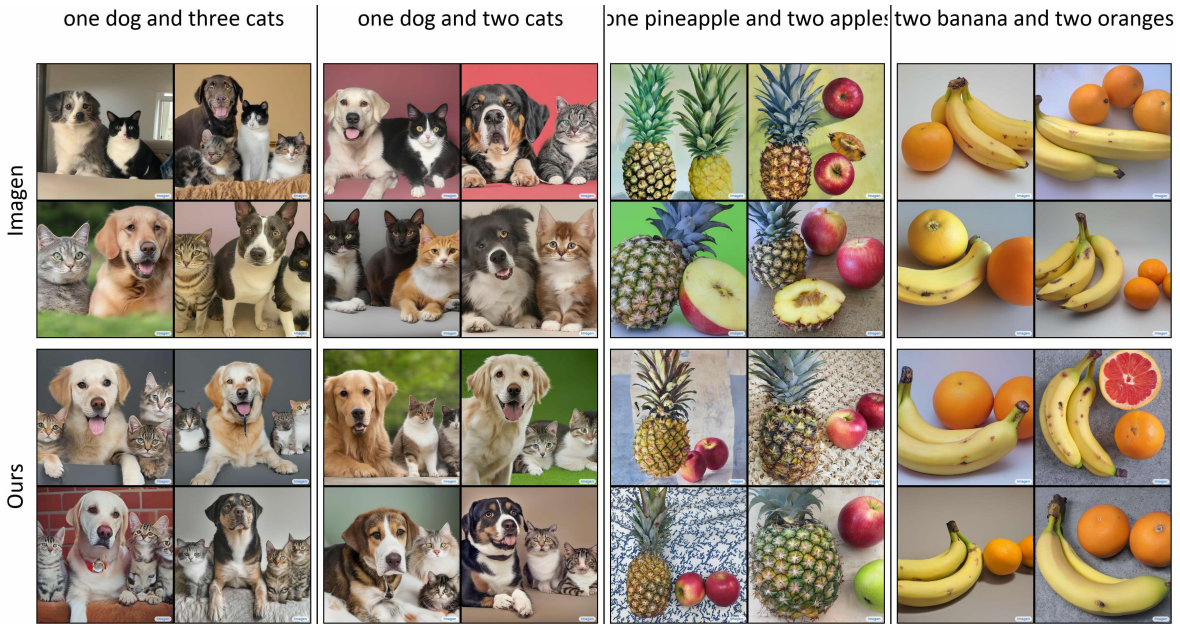 one dog and three cats
one dog and two cats
one pineapple and two apples
two banana and two oranges
Imagen
Ours